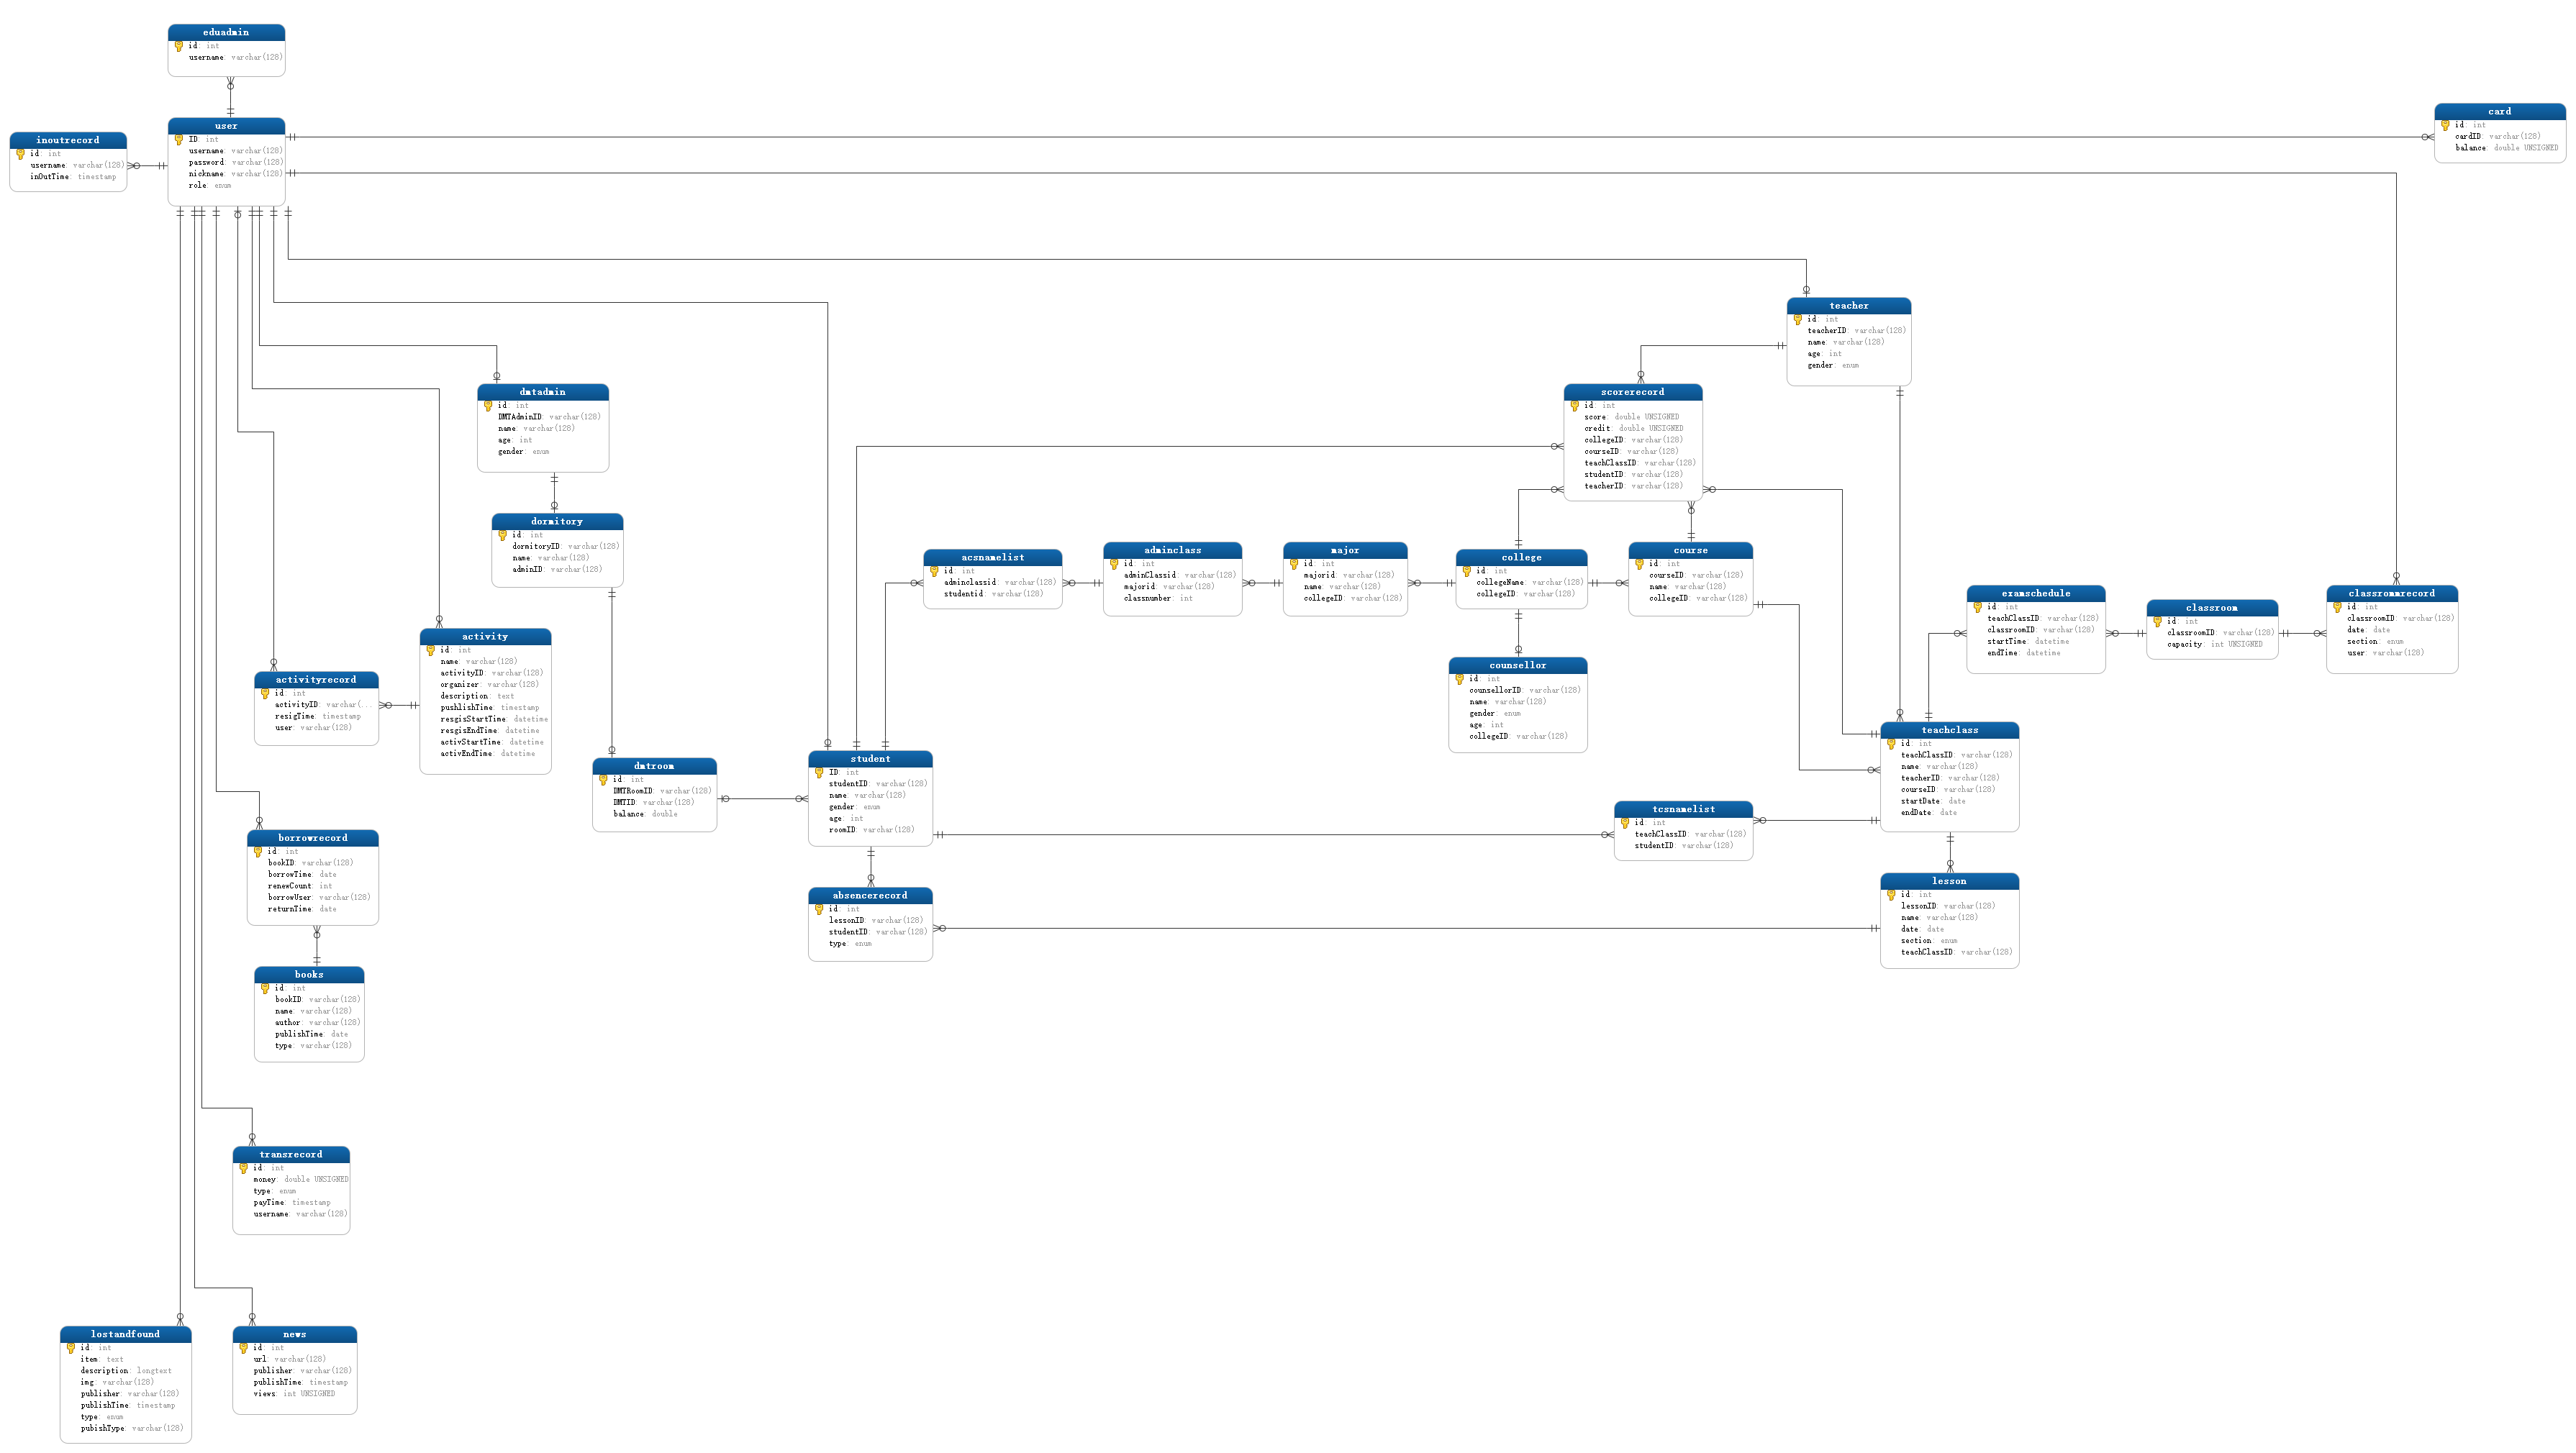 eduadmin
id: int
username: varchar(128)
user
ID: int
username: varchar(128)
password: varchar(128)
nickname: varchar(128)
role: enum
inoutrecord
id: int
username: varchar(128)
inOutTime: timestamp
card
id: int
cardID: varchar(128)
balance: double UNSIGNED
teacher
id: int
teacherID: varchar(128)
name: varchar(128)
age: int
gender: enum
dmtadmin
id: int
DMTAdminID: varchar(128)
name: varchar(128)
age: int
gender: enum
scorerecord
id: int
score: double UNSIGNED
credit: double UNSIGNED
collegeID: varchar(128)
courseID: varchar(128)
teachClassID: varchar(128)
studentID: varchar(128)
teacherID: varchar(128)
dormitory
id: int
dormitoryID: varchar(128)
name: varchar(128)
adminID: varchar(128)
acsnamelist
id: int
adminclassid: varchar(128)
studentid: varchar(128)
adminclass
id: int
adminClassid: varchar(128)
majorid: varchar(128)
classnumber: int
major
id: int
majorid: varchar(128)
name: varchar(128)
collegeID: varchar(128)
college
id: int
collegeName: varchar(128)
collegeID: varchar(128)
course
id: int
courseID: varchar(128)
name: varchar(128)
collegeID: varchar(128)
examschedule
id: int
teachClassID: varchar(128)
classroomID: varchar(128)
startTime: datetime
endTime: datetime
classroom
id: int
classroomID: varchar(128)
capacity: int UNSIGNED
classrommrecord
id: int
classroomID: varchar(128)
date: date
section: enum
user: varchar(128)
activity
id: int
name: varchar(128)
activityID: varchar(128)
organizer: varchar(128)
description: text
pushlishTime: timestamp
resgisStartTime: datetime
resgisEndTime: datetime
activStartTime: datetime
activEndTime: datetime
activityrecord
id: int
activityID: varchar(...
resigTime: timestamp
user: varchar(128)
counsellor
id: int
counsellorID: varchar(128)
name: varchar(128)
gender: enum
age: int
collegeID: varchar(128)
teachclass
id: int
teachClassID: varchar(128)
name: varchar(128)
teacherID: varchar(128)
courseID: varchar(128)
startDate: date
endDate: date
dmtroom
id: int
DMTRoomID: varchar(128)
DMTID: varchar(128)
balance: double
student
ID: int
studentID: varchar(128)
name: varchar(128)
gender: enum
age: int
roomID: varchar(128)
tcsnamelist
id: int
teachClassID: varchar(128)
studentID: varchar(128)
borrowrecord
id: int
bookID: varchar(128)
borrowTime: date
renewCount: int
borrowUser: varchar(128)
returnTime: date
absencerecord
id: int
lessonID: varchar(128)
studentID: varchar(128)
type: enum
lesson
id: int
lessonID: varchar(128)
name: varchar(128)
date: date
section: enum
teachClassID: varchar(128)
books
id: int
bookID: varchar(128)
name: varchar(128)
author: varchar(128)
publishTime: date
type: varchar(128)
transrecord
id: int
money: double UNSIGNED
type: enum
payTime: timestamp
username: varchar(128)
lostandfound
id: int
item: text
description: longtext
img: varchar(128)
publisher: varchar(128)
publishTime: timestamp
type: enum
pubishType: varchar(128)
news
id: int
url: varchar(128)
publisher: varchar(128)
publishTime: timestamp
views: int UNSIGNED